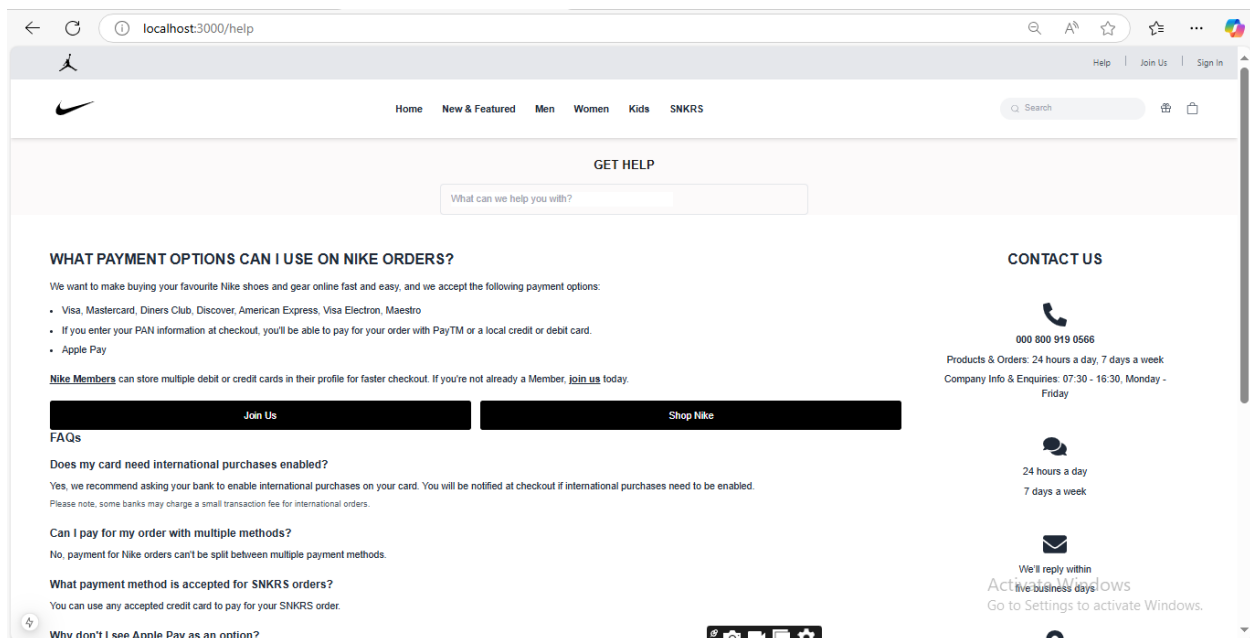 localhost:3000/help
Help
Join Us
Sign In
Home
New & Featured
Men
Women
Kids
SNKRS
Search
GET HELP
What can we help you with?
WHAT PAYMENT OPTIONS CAN I USE ON NIKE ORDERS?
We want to make buying your favourite Nike shoes and gear online fast and easy, and we accept the following payment options:
Visa, Mastercard, Diners Club, Discover, American Express, Visa Electron, Maestro
If you enter your PAN information at checkout, you'll be able to pay for your order with PayTM or a local credit or debit card.
Apple Pay
Nike Members can store multiple debit or credit cards in their profile for faster checkout. If you're not already a Member, join us today.
Join Us
Shop Nike
FAQs
Does my card need international purchases enabled?
Yes, we recommend asking your bank to enable international purchases on your card. You will be notified at checkout if international purchases need to be enabled.
Please note, some banks may charge a small transaction fee for international orders.
Can I pay for my order with multiple methods?
No, payment for Nike orders can't be split between multiple payment methods.
What payment method is accepted for SNKRS orders?
You can use any accepted credit card to pay for your SNKRS order.
Why don't I see Apple Pay as an option?
CONTACT US
000 800 919 0566
Products & Orders: 24 hours a day, 7 days a week
Company Info & Enquiries: 07:30 - 16:30, Monday -
Friday
24 hours a day
7 days a week
We'll reply within
five business days
Activate Windows
Go to Settings to activate Windows.